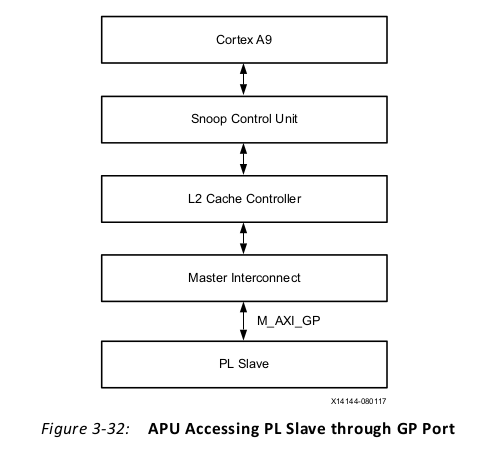 Cortex A9
Snoop Control Unit
L2 Cache Controller
Master Interconnect
M_AXI_GP
PL Slave
X14144-080117
Figure 3-32: APU Accessing PL Slave through GP Port